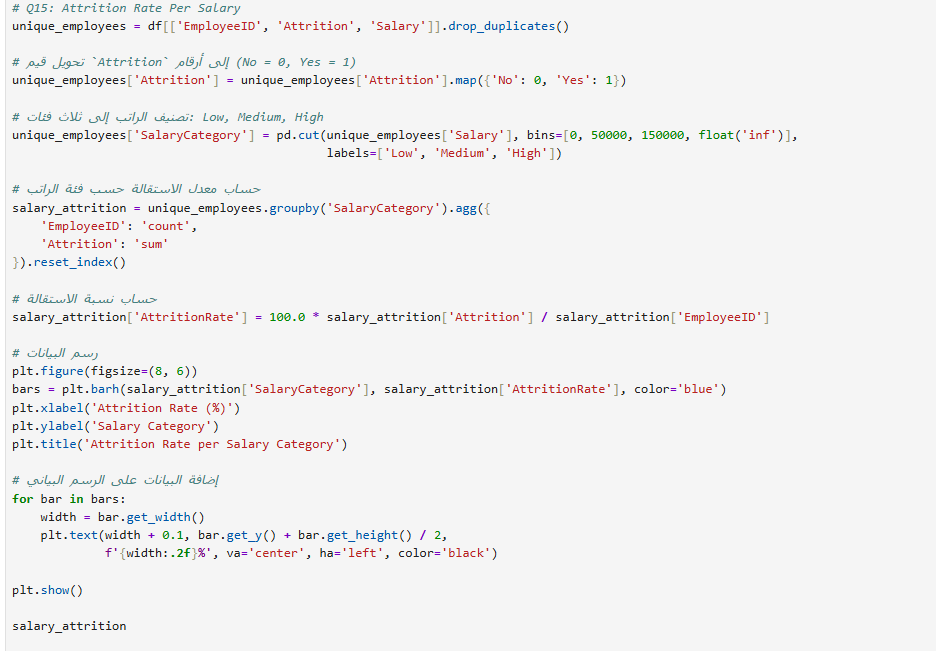 # Q15: Attrition Rate Per Salary
unique_employees = df[['EmployeeID', 'Attrition', 'Salary']].drop_duplicates()
# تحويل قيم `Attrition` إلى أرقام (No = 0, Yes = 1)
unique_employees['Attrition'] = unique_employees['Attrition'].map({'No': 0, 'Yes': 1})
# تصنيف الراتب إلى ثلاث فئات: Low, Medium, High
unique_employees['SalaryCategory'] = pd.cut(unique_employees['Salary'], bins=[0, 50000, 150000, float('inf')],
labels=['Low', 'Medium', 'High'])
# حساب معدل الاستقالة حسب فئة الراتب
salary_attrition = unique_employees.groupby('SalaryCategory').agg({
'EmployeeID': 'count',
'Attrition': 'sum'
}).reset_index()
# حساب نسبة الاستقالة
salary_attrition['AttritionRate'] = 100.0 * salary_attrition['Attrition'] / salary_attrition['EmployeeID']
# رسم البيانات
plt.figure(figsize=(8, 6))
bars = plt.barh(salary_attrition['SalaryCategory'], salary_attrition['AttritionRate'], color='blue')
plt.xlabel('Attrition Rate (%)')
plt.ylabel('Salary Category')
plt.title('Attrition Rate per Salary Category')
# إضافة البيانات على الرسم البياني
for bar in bars:
width = bar.get_width()
plt.text(width + 0.1, bar.get_y() + bar.get_height() / 2,
f'{width:.2f}%', va='center', ha='left', color='black')
plt.show()
salary_attrition